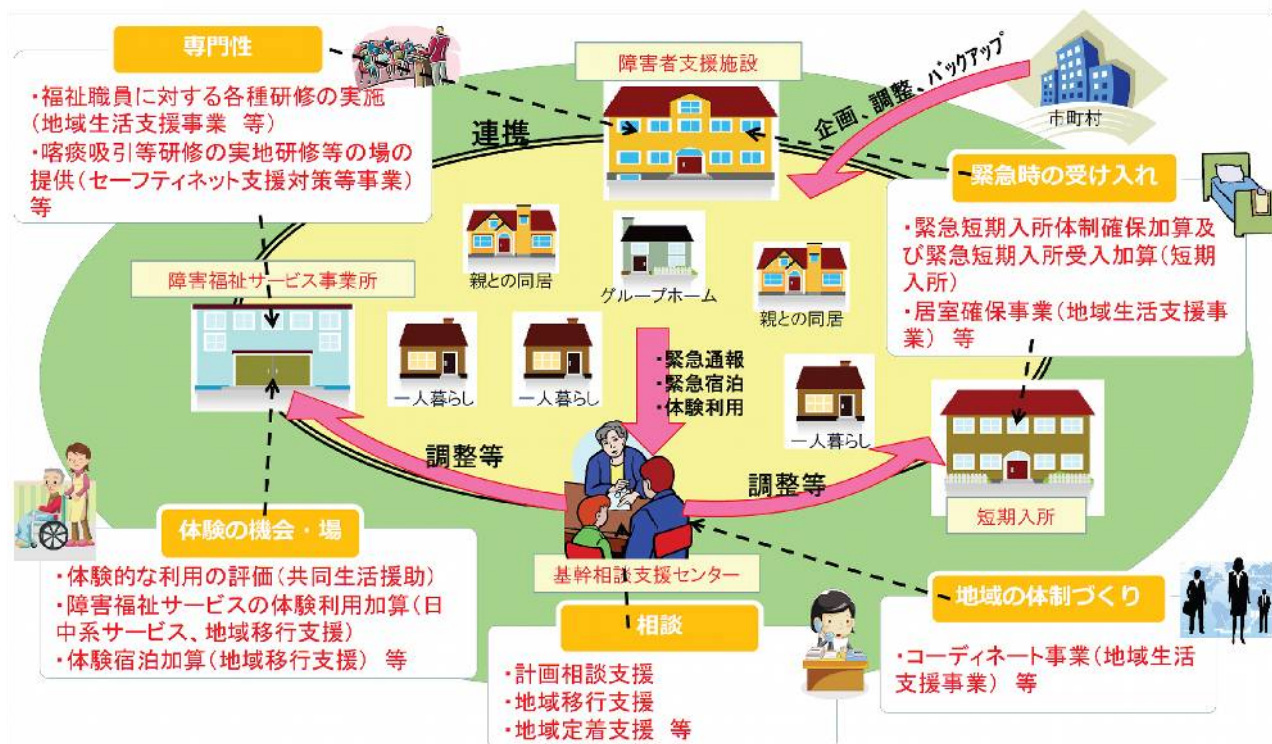 専門性
・福祉職員に対する各種研修の実施
(地域生活支援事業 等)
・喀痰吸引等研修の実地研修等の場の
提供(セーフティネット支援対策等事業)
等
障害者支援施設
連携
企画、調整、バックアップ
市町村
緊急時の受け入れ
・緊急短期入所体制確保加算及
び緊急短期入所受入加算(短期
入所)
・居室確保事業(地域生活支援事
業) 等
障害福祉サービス事業所
親との同居
グループホーム
親との同居
一人暮らし
一人暮らし
・緊急通報
・緊急宿泊
・体験利用
一人暮らし
調整等
調整等
短期入所
基幹相談支援センター
体験の機会・場
・体験的な利用の評価(共同生活援助)
・障害福祉サービスの体験利用加算(日
中系サービス、地域移行支援)
・体験宿泊加算(地域移行支援) 等
相談
・計画相談支援
・地域移行支援
・地域定着支援 等
地域の体制づくり
・コーディネート事業(地域生活
支援事業) 等